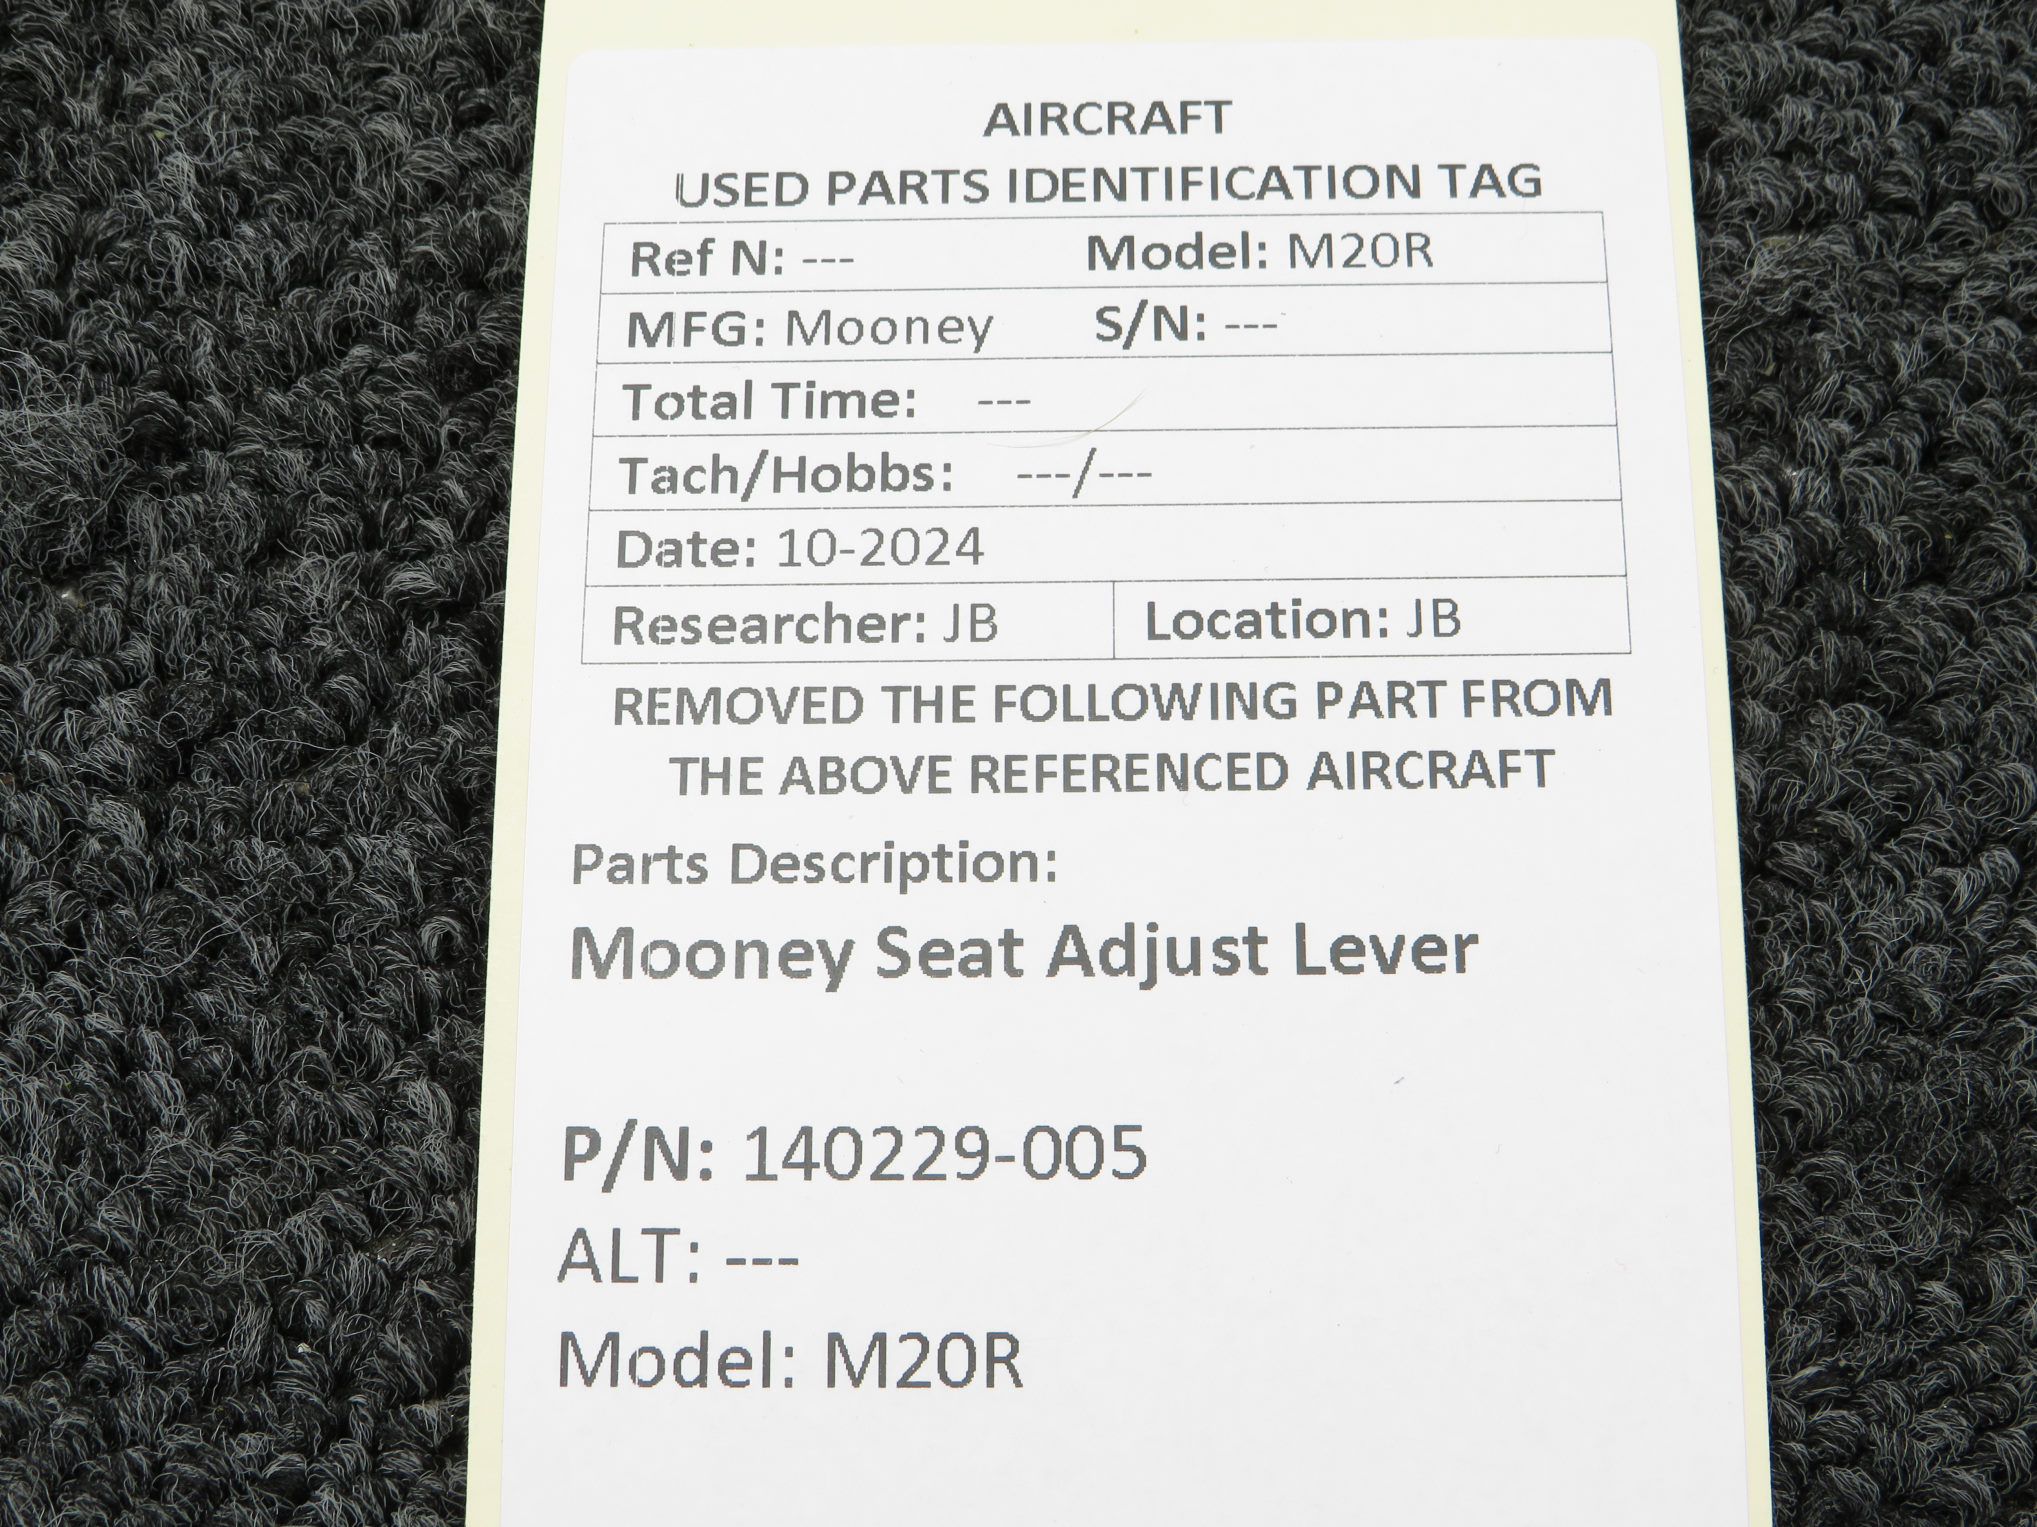 AIRCRAFT
USED PARTS IDENTIFICATION TAG
Ref N: --- Model: M20R
MFG: Mooney S/N: ---
Total Time: ---
Tach/Hobbs: ---/---
Date: 10-2024
Researcher: JB Location: JB
REMOVED THE FOLLOWING PART FROM
THE ABOVE REFERENCED AIRCRAFT
Parts Description:
Mooney Seat Adjust Lever
P/N: 140229-005
ALT: ---
Model: M20R